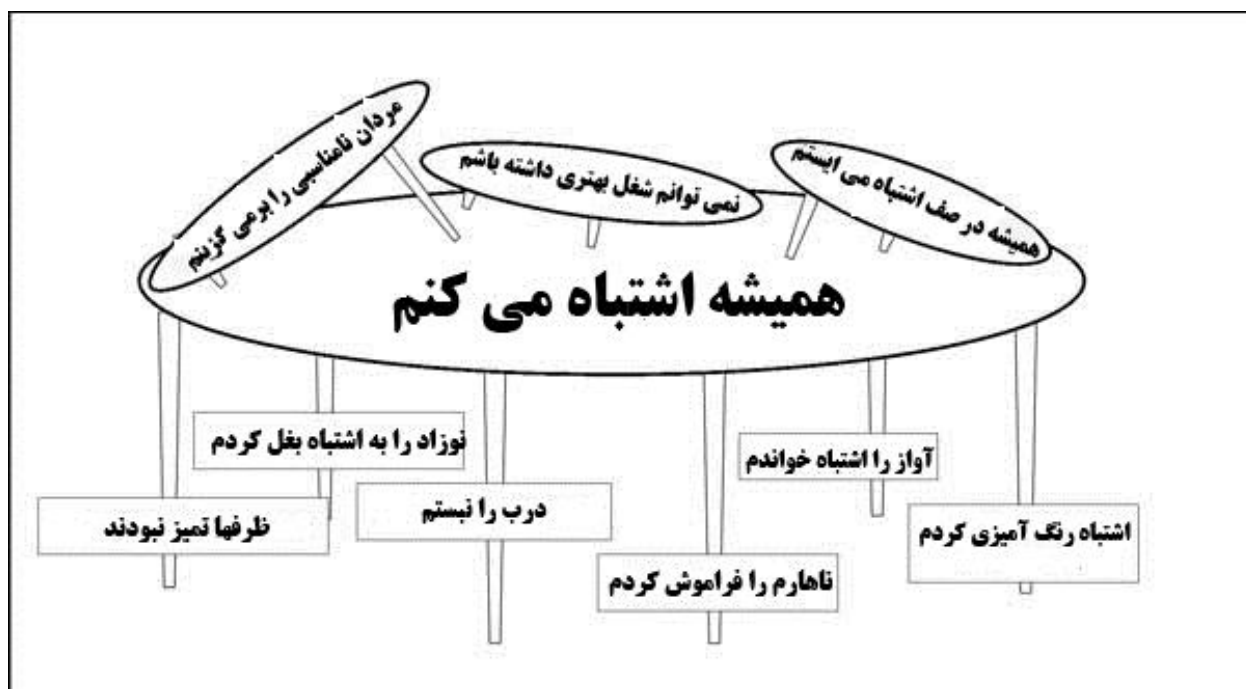 همیشه در صف اشتباه می ایستم
نمی توانم شغل بهتری داشته باشم
مردان نامناسبی را برمی گزینم
همیشه اشتباه می کنم
آواز را اشتباه خواندم
نوزاد را به اشتباه بغل کردم
اشتباه رنگ آمیزی کردم
درب را نبستم
ظرفها تمیز نبودند
ناهارم را فراموش کردم